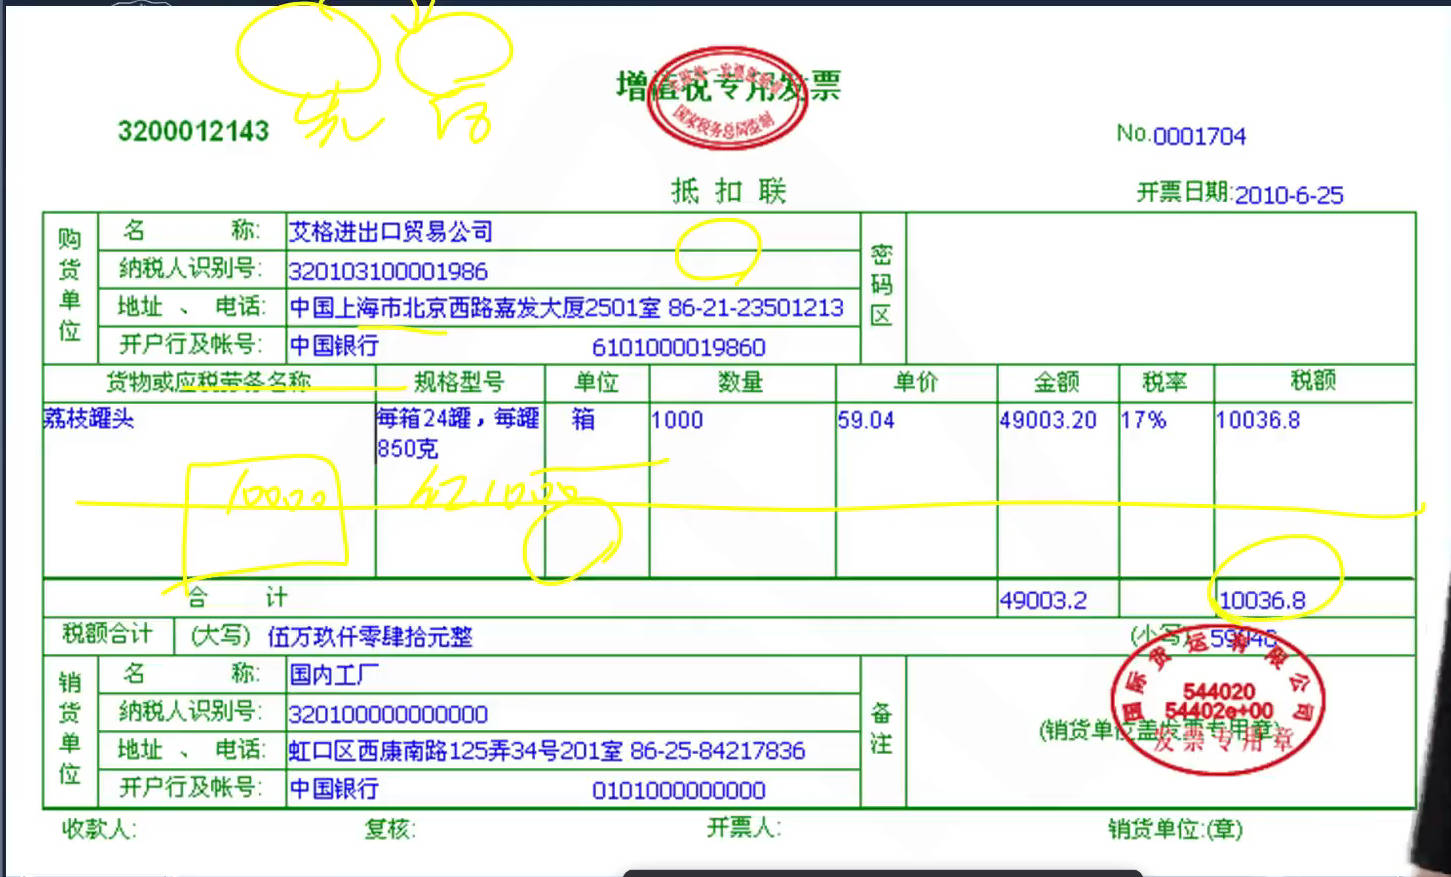 先 后
增值税专用发票
国家税务总局监制
3200012143
No.0001704
抵扣联
开票日期:2010-6-25
购货单位
名 称: 艾格进出口贸易公司
纳税人识别号: 320103100001986
地址、电话: 中国上海市北京西路嘉发大厦2501室 86-21-23501213
开户行及帐号: 中国银行 6101000019860
密码区
货物或应税劳务名称 规格型号 单位 数量 单价 金额 税率 税额
荔枝罐头 每箱24罐，每罐 箱 1000 59.04 49003.20 17% 10036.8
850克
10000
合 计 49003.2 10036.8
税额合计 (大写) 伍万玖仟零肆拾元整 (小写) 59040
销货单位
名 称: 国内工厂
纳税人识别号: 320100000000000
地址、电话: 虹口区西康南路125弄34号201室 86-25-84217836
开户行及帐号: 中国银行 0101000000000
备注
(销货单位盖发票专用章)
国际货运有限公司
544020
54402e+00
发票专用章
收款人: 复核: 开票人: 销货单位:(章)